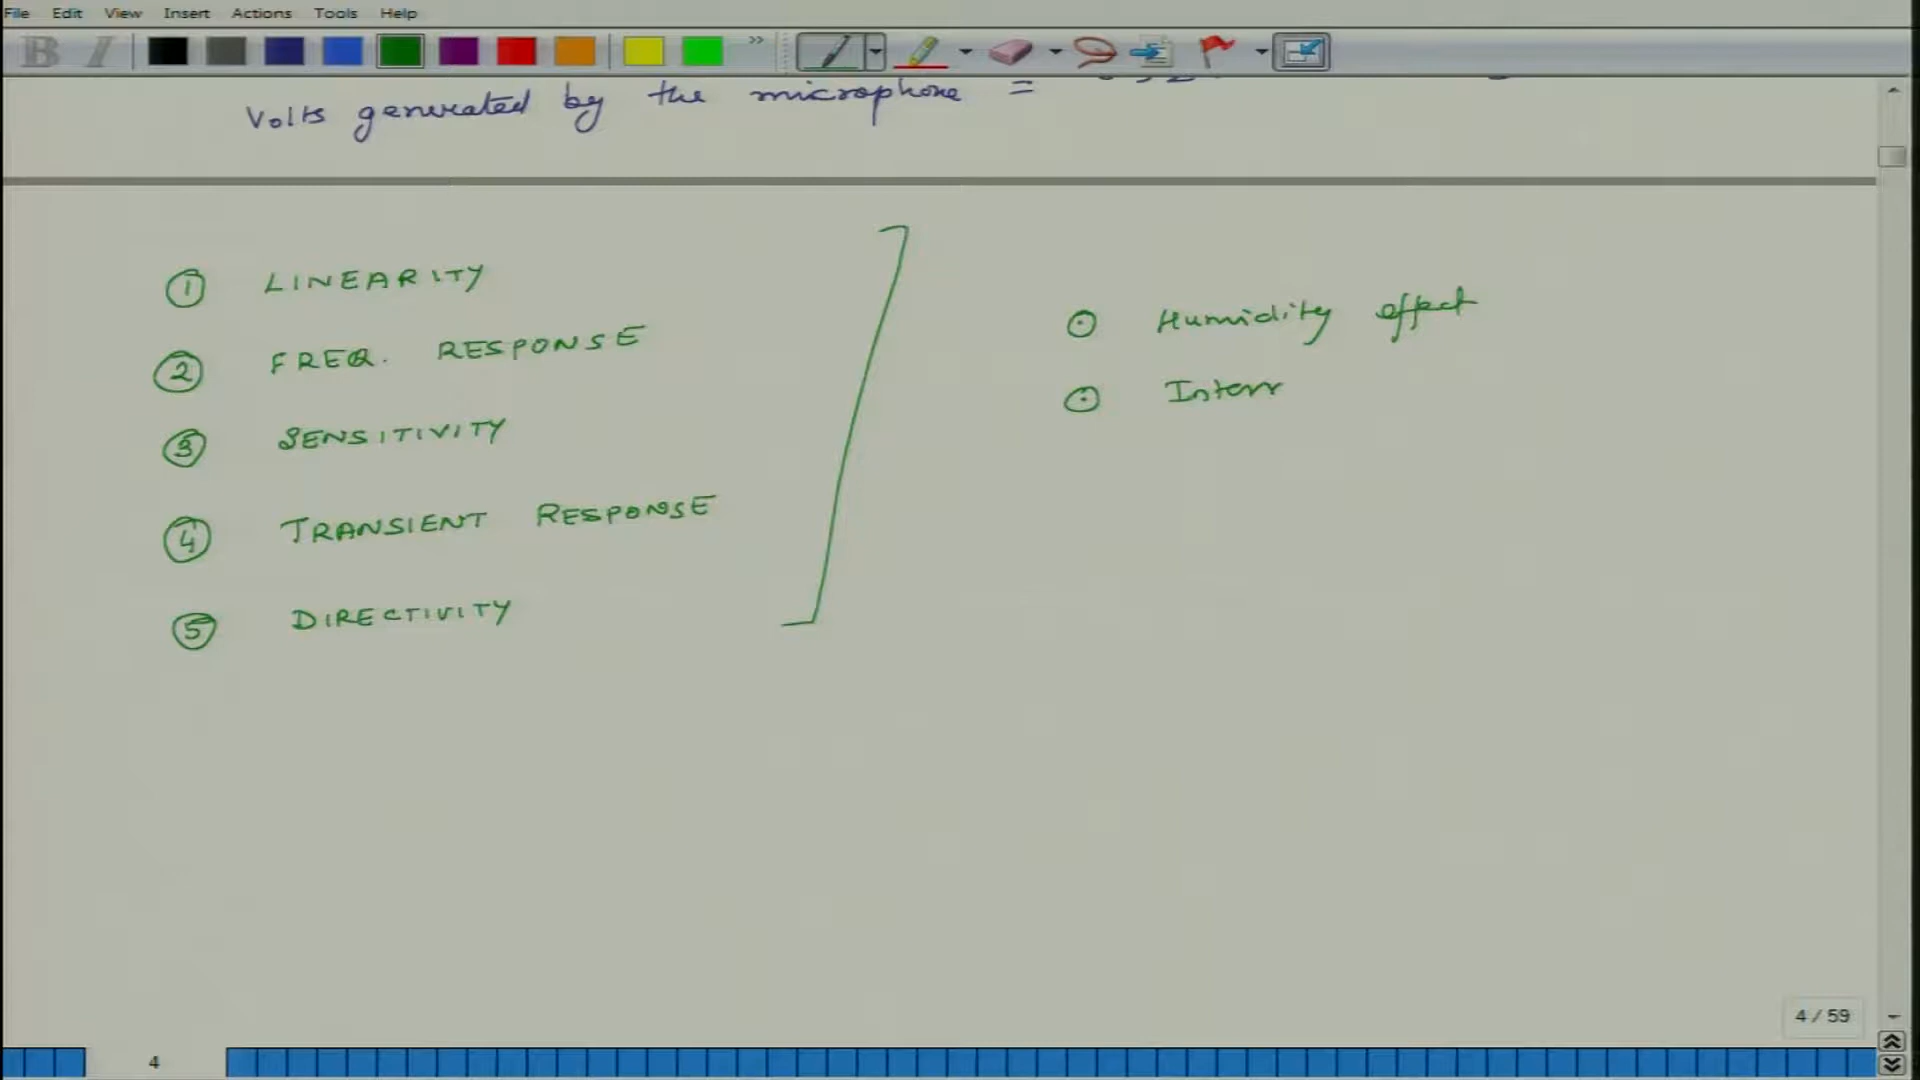 File Edit View Insert Actions Tools Help
B I
Volts generated by the microphone =
1 LINEARITY
2 FREQ. RESPONSE
3 SENSITIVITY
4 TRANSIENT RESPONSE
5 DIRECTIVITY
Humidity effect
Interr
4 / 59
4